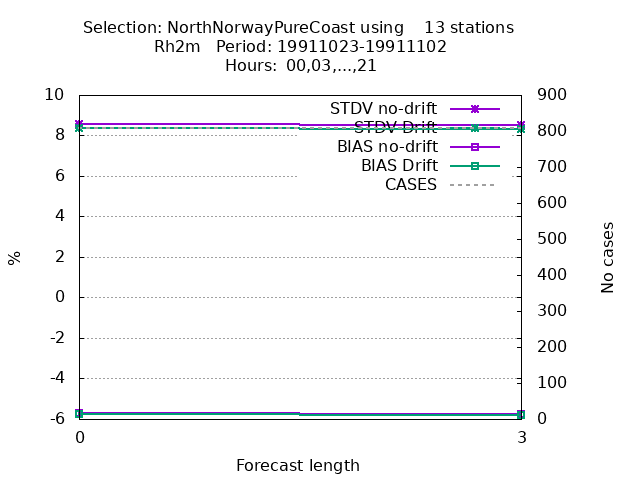 Selection: NorthNorwayPureCoast using    13 stations
Rh2m   Period: 19911023-19911102
Hours:  00,03,...,21
STDV no-drift
STDV Drift
BIAS no-drift
BIAS Drift
CASES
10
8
6
4
2
0
-2
-4
-6
%
900
800
700
600
500
400
300
200
100
0
No cases
0
3
Forecast length